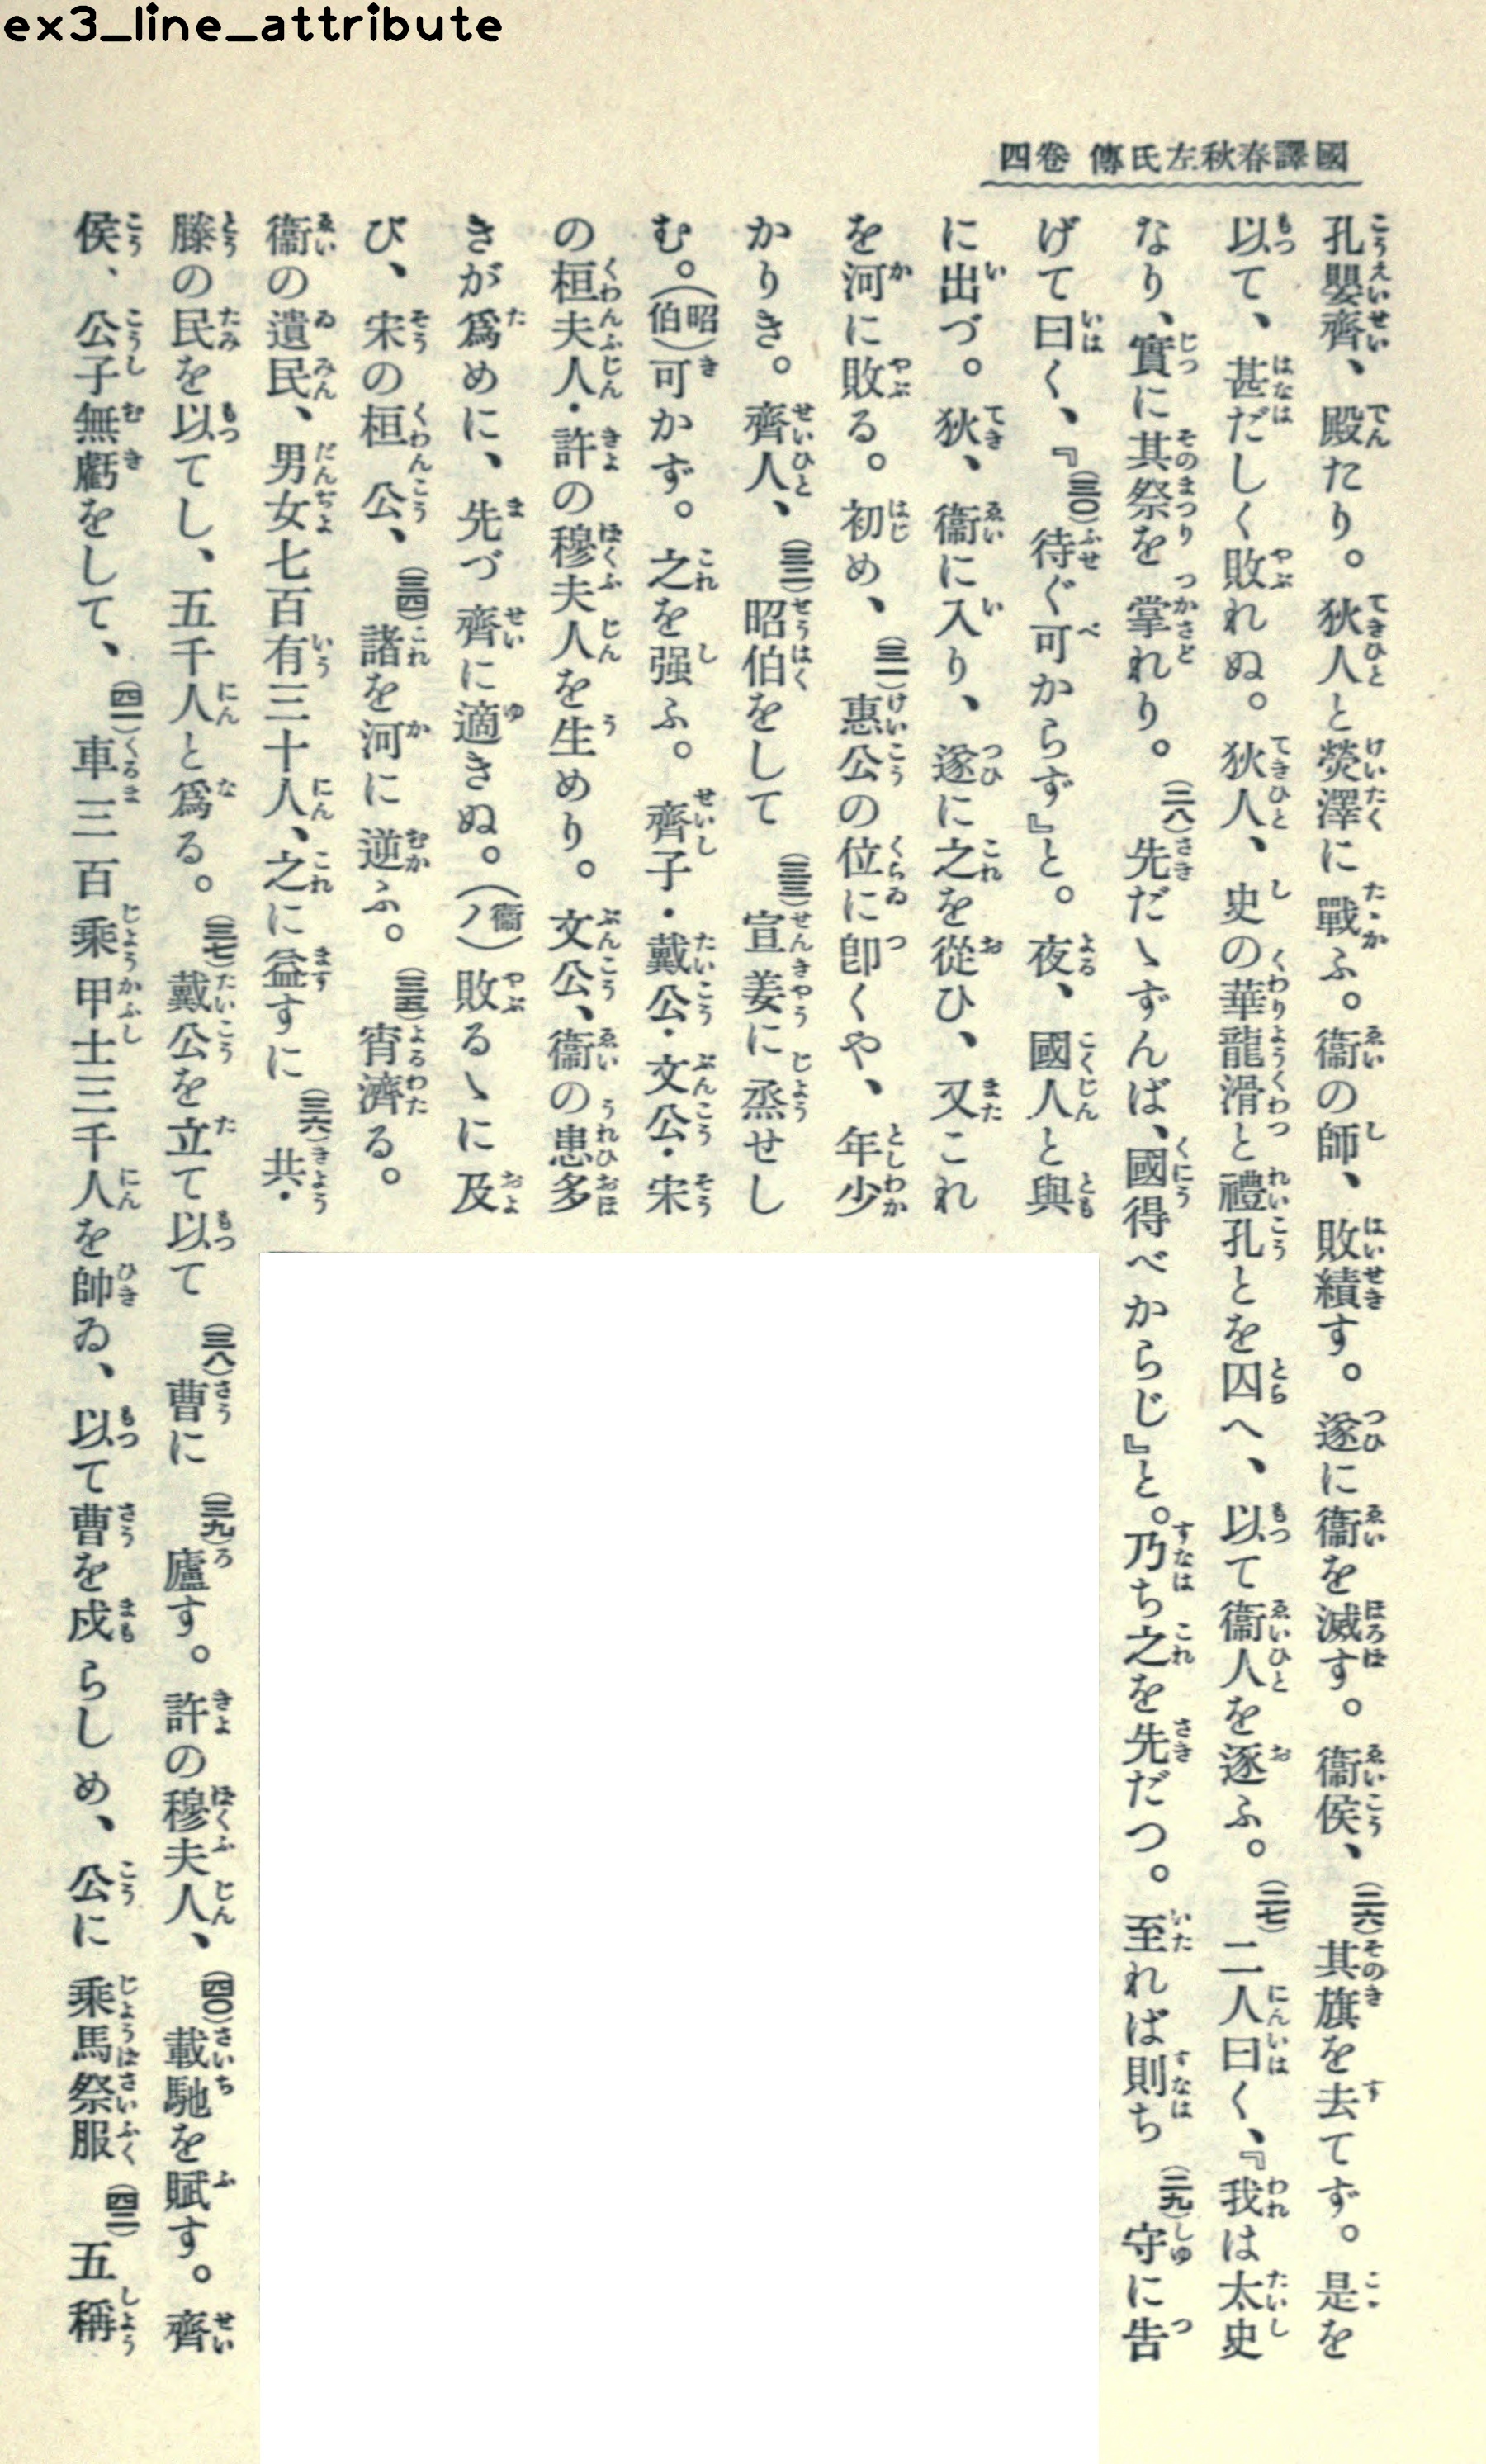 ex3_line_attribute
國譯春秋左氏傳 卷四
孔嬰齊、殿たり。狄人と熒澤に戰ふ。衞の師、敗績す。遂に衞を滅す。衞侯、(二六)其旗を去てず。是を
以て、甚だしく敗れぬ。狄人、史の華龍滑と禮孔とを囚へ、以て衞人を逐ふ。(二七)二人曰く、『我は太史
なり、實に其祭を掌れり。(二八)先だゝずんば、國得べからじ』と。乃ち之を先だつ。至れば則ち(二九)守に告
げて曰く、『(三〇)待ぐ可からず』と。夜、國人と與
に出づ。狄、衞に入り、遂に之を從ひ、又これ
を河に敗る。初め、(三一)惠公の位に卽くや、年少
かりき。齊人、(三二)昭伯をして(三三)宣姜に烝せし
む。(昭伯)可かず。之を强ふ。齊子・戴公・文公・宋
の桓夫人・許の穆夫人を生めり。文公、衞の患多
きが爲めに、先づ齊に適きぬ。(衞ノ)敗るゝに及
び、宋の桓公、(三四)諸を河に逆ふ。(三五)宵濟る。
衞の遺民、男女七百有三十人、之に益すに(三六)共・
滕の民を以てし、五千人と爲る。(三七)戴公を立て以て(三八)曹に(三九)廬す。許の穆夫人、(四〇)載馳を賦す。齊
侯、公子無虧をして、(四一)車三百乘甲士三千人を帥ゐ、以て曹を戍らしめ、公に乘馬祭服(四二)五稱